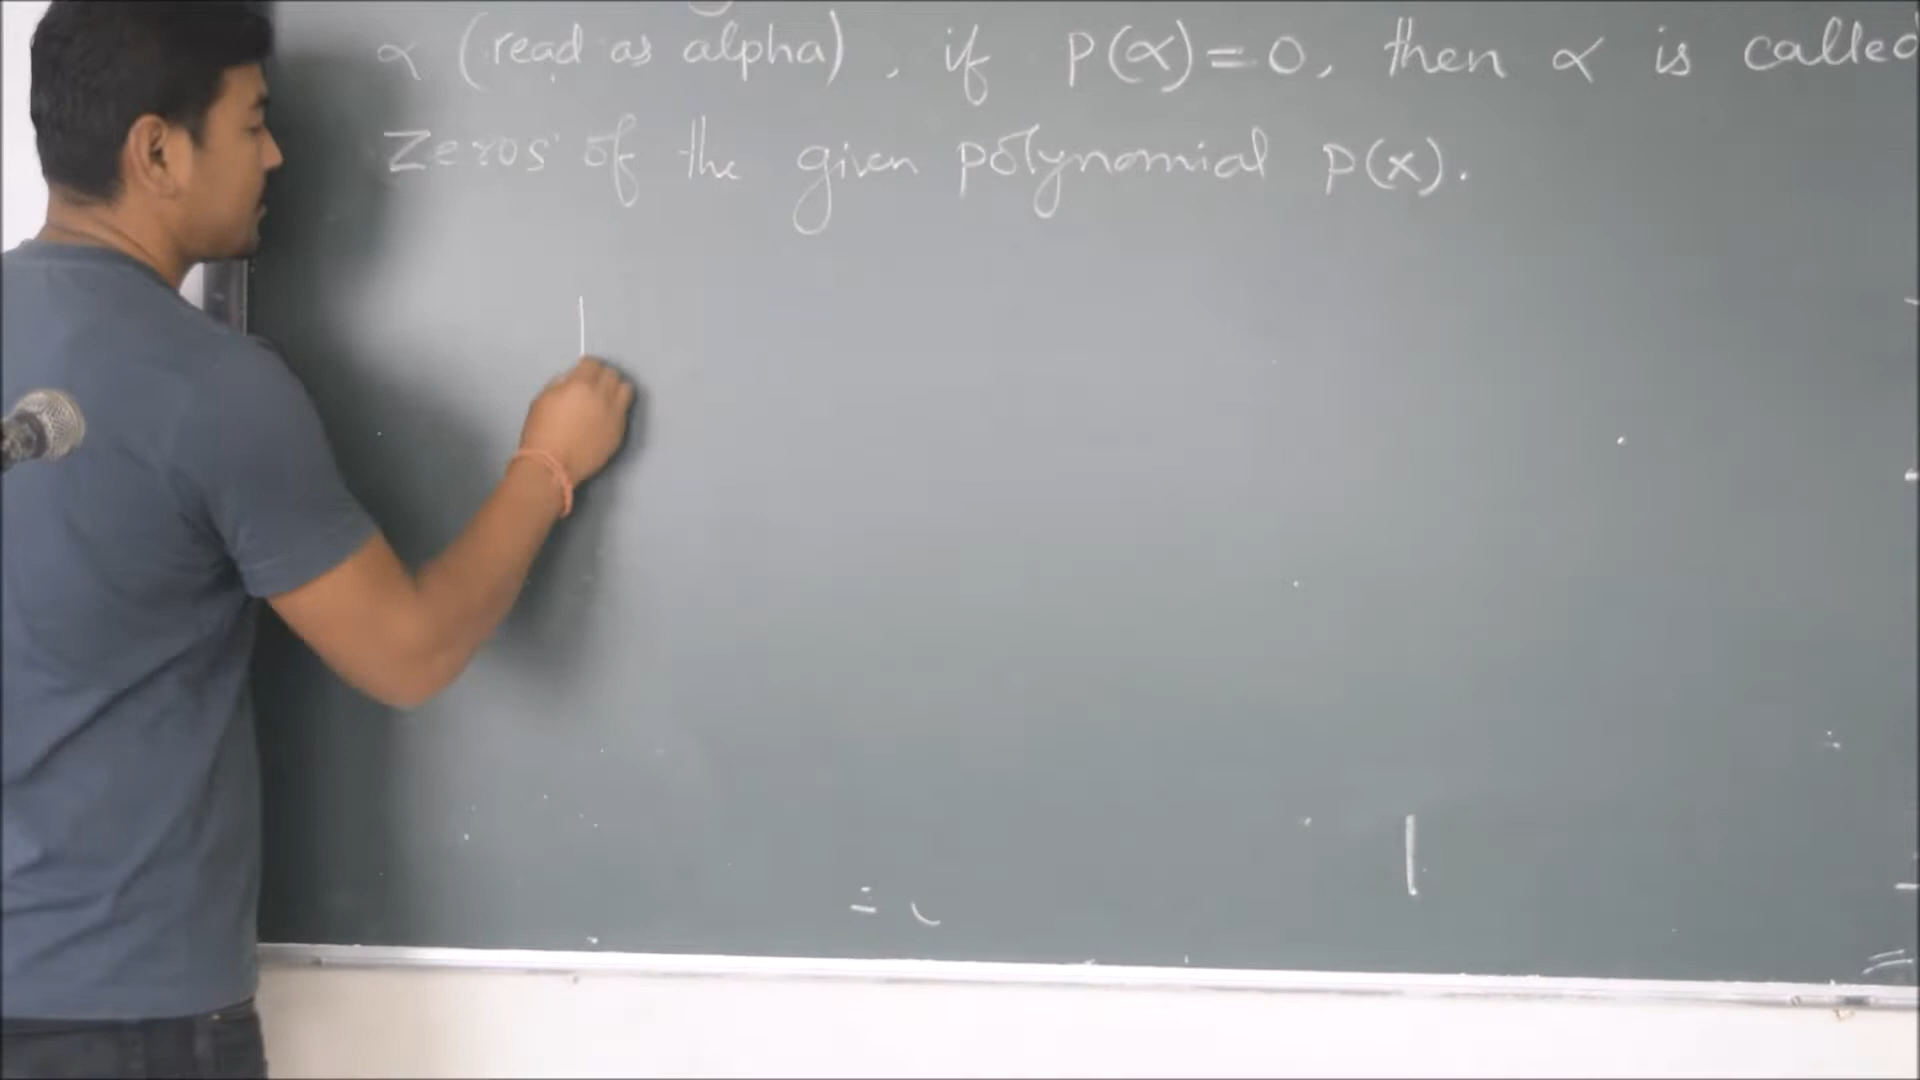 α (read as alpha), if P(α)=0, then α is called
Zeros of the given polynomial P(x).